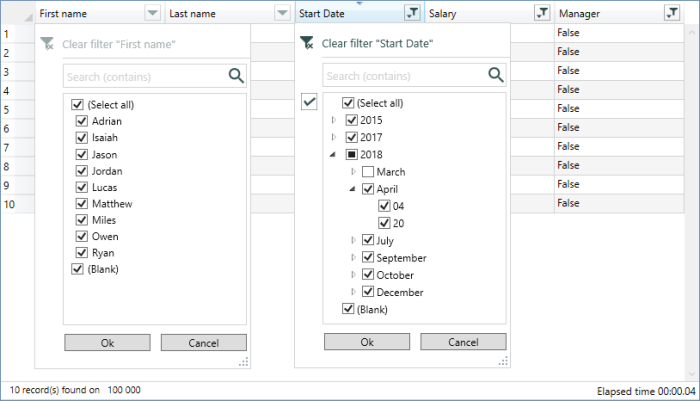 First name Last name Start Date Salary Manager
1 False
2 False
3 False
4 False
5 False
6 False
7 False
8 False
9 False
10 False
Clear filter "First name"
Search (contains)
(Select all)
Adrian
Isaiah
Jason
Jordan
Lucas
Matthew
Miles
Owen
Ryan
(Blank)
Ok Cancel
Clear filter "Start Date"
Search (contains)
(Select all)
2015
2017
2018
March
April
04
20
July
September
October
December
(Blank)
Ok Cancel
10 record(s) found on 100 000 Elapsed time 00:00.04